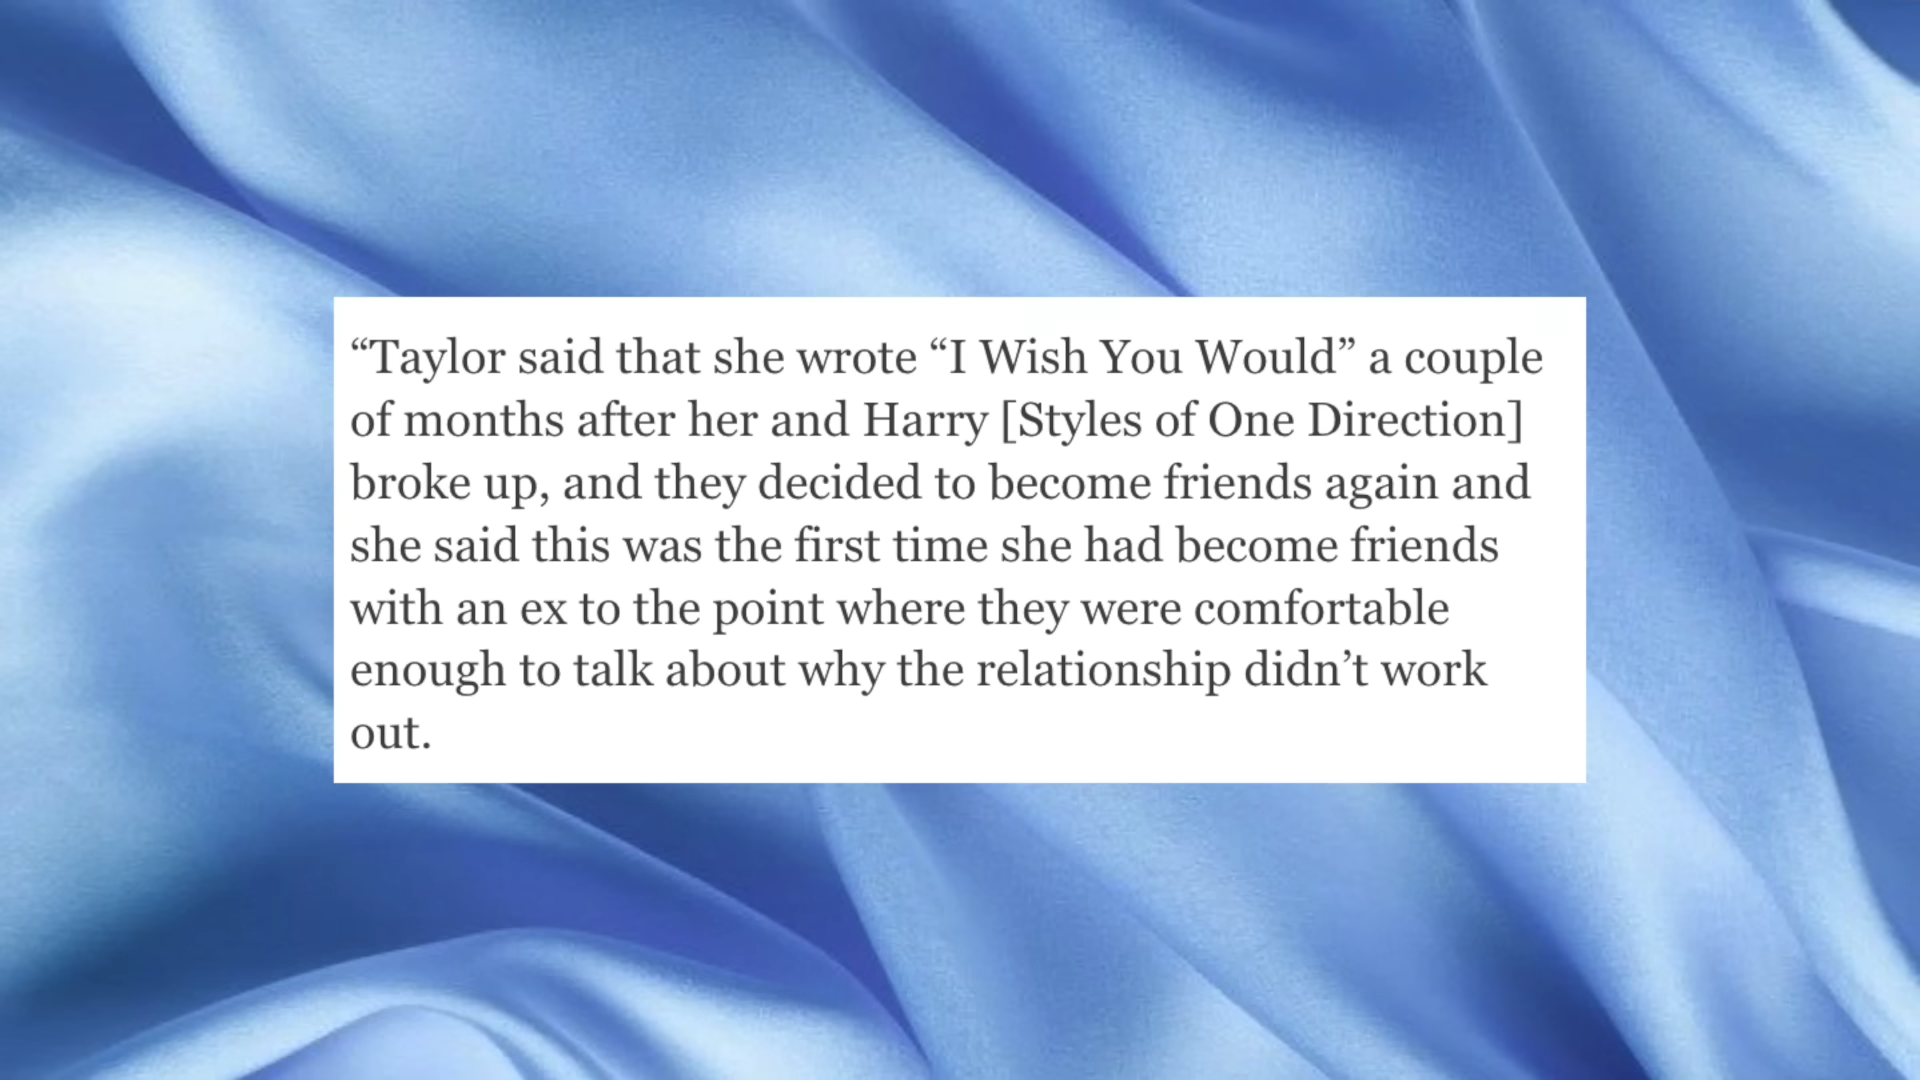 “Taylor said that she wrote “I Wish You Would” a couple
of months after her and Harry [Styles of One Direction]
broke up, and they decided to become friends again and
she said this was the first time she had become friends
with an ex to the point where they were comfortable
enough to talk about why the relationship didn’t work
out.